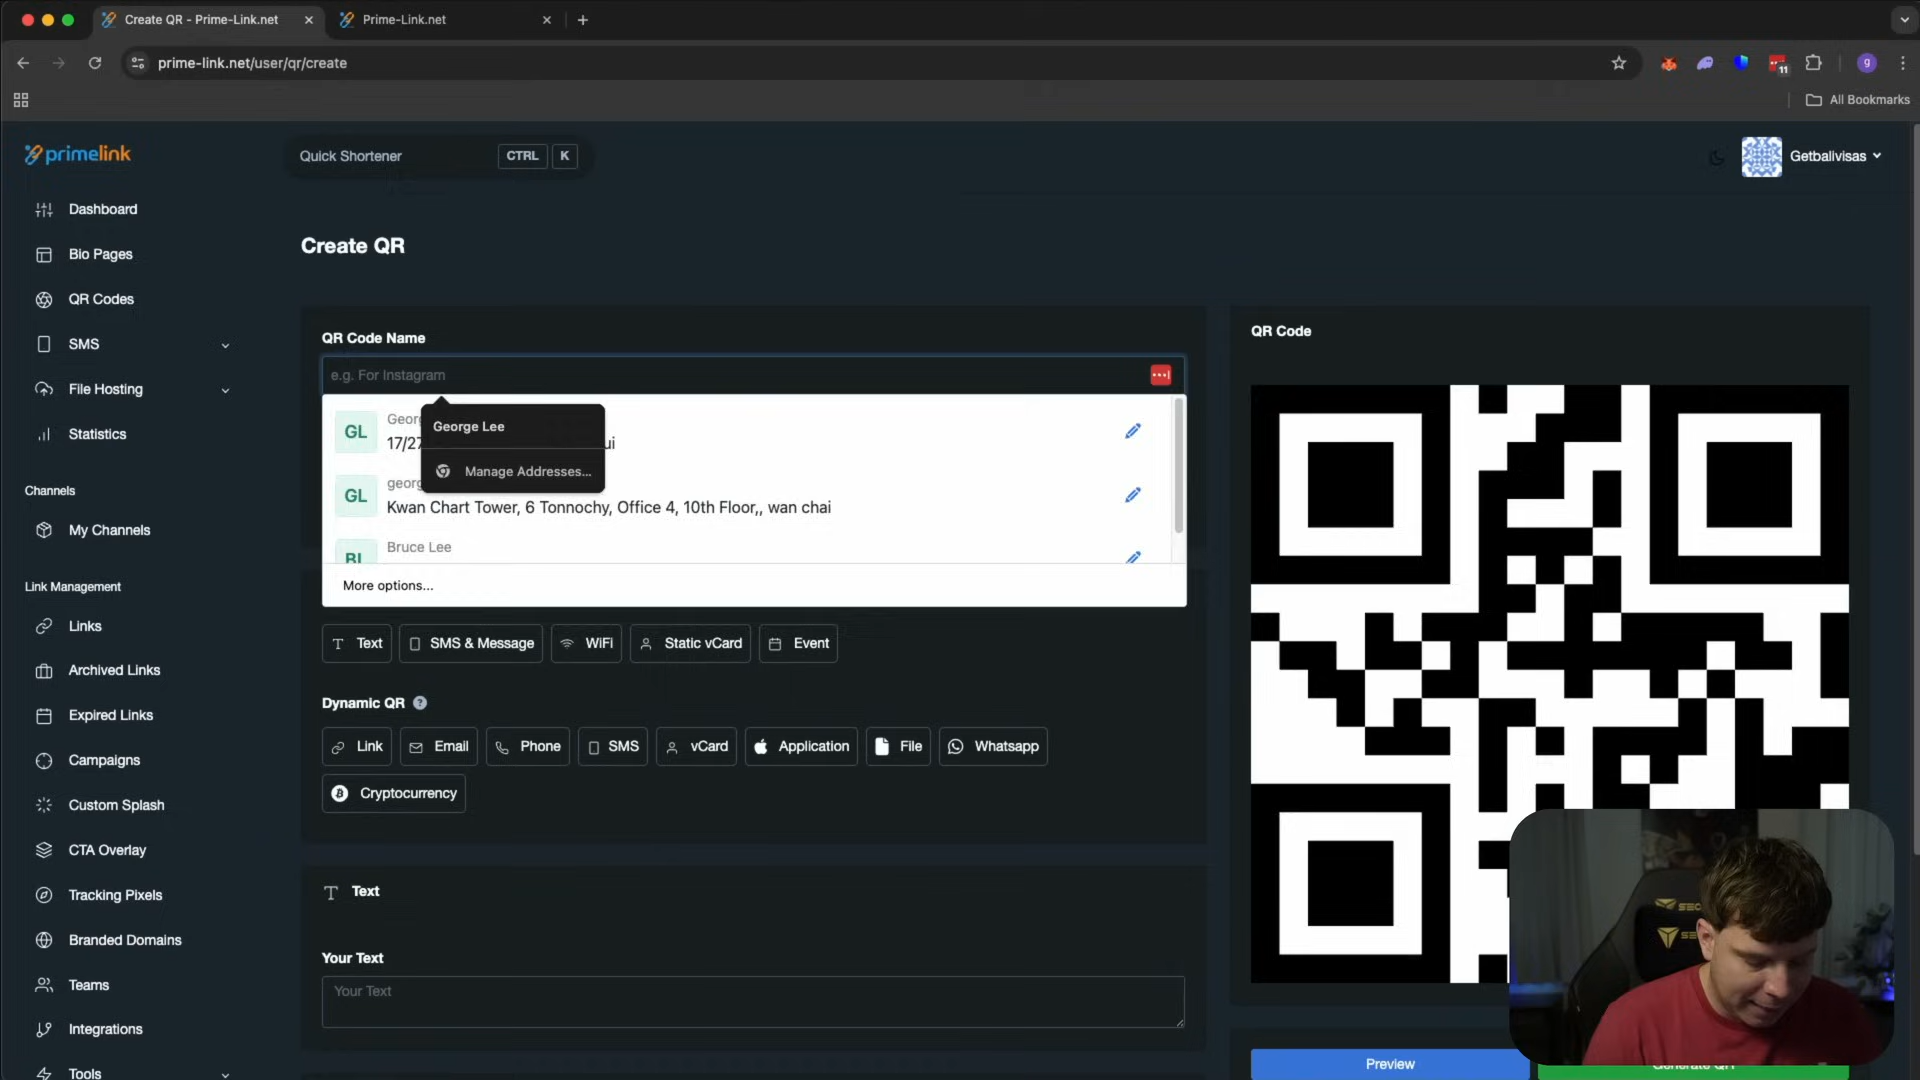 Create QR - Prime-Link.net
Prime-Link.net
prime-link.net/user/qr/create
11
g
All Bookmarks
primelink
Quick Shortener
CTRL
K
Getbalivisas
Dashboard
Bio Pages
QR Codes
SMS
File Hosting
Statistics
Channels
My Channels
Link Management
Links
Archived Links
Expired Links
Campaigns
Custom Splash
CTA Overlay
Tracking Pixels
Branded Domains
Teams
Integrations
Tools
Create QR
QR Code Name
e.g. For Instagram
George Lee
Manage Addresses...
GL
GL
Kwan Chart Tower, 6 Tonnochy, Office 4, 10th Floor,, wan chai
BL
Bruce Lee
More options...
Text
SMS & Message
WiFi
Static vCard
Event
Dynamic QR
Link
Email
Phone
SMS
vCard
Application
File
Whatsapp
Cryptocurrency
Text
Your Text
Your Text
QR Code
Preview